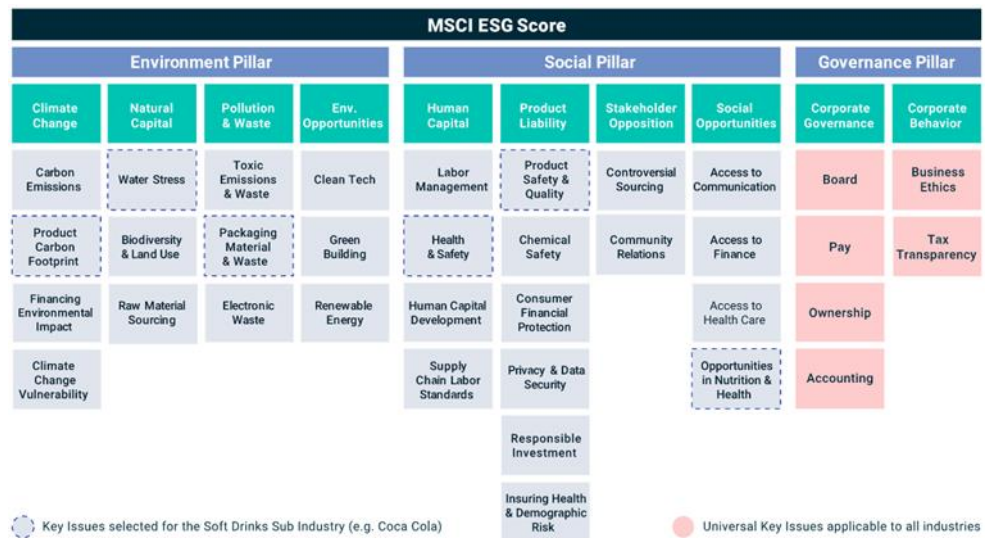 MSCI ESG Score
Environment Pillar
Social Pillar
Governance Pillar
Climate
Change
Natural
Capital
Pollution
& Waste
Env.
Opportunities
Human
Capital
Product
Liability
Stakeholder
Opposition
Social
Opportunities
Corporate
Governance
Corporate
Behavior
Carbon
Emissions
Water Stress
Toxic
Emissions
& Waste
Clean Tech
Labor
Management
Product
Safety &
Quality
Controversial
Sourcing
Access to
Communication
Board
Business
Ethics
Product
Carbon
Footprint
Biodiversity
& Land Use
Packaging
Material
& Waste
Green
Building
Health
& Safety
Chemical
Safety
Community
Relations
Access to
Finance
Pay
Tax
Transparency
Financing
Environmental
Impact
Raw Material
Sourcing
Electronic
Waste
Renewable
Energy
Human Capital
Development
Consumer
Financial
Protection
Access to
Health Care
Ownership
Climate
Change
Vulnerability
Supply
Chain Labor
Standards
Privacy & Data
Security
Opportunities
in Nutrition &
Health
Accounting
Responsible
Investment
Insuring Health
& Demographic
Risk
Key Issues selected for the Soft Drinks Sub Industry (e.g. Coca Cola)
Universal Key Issues applicable to all industries